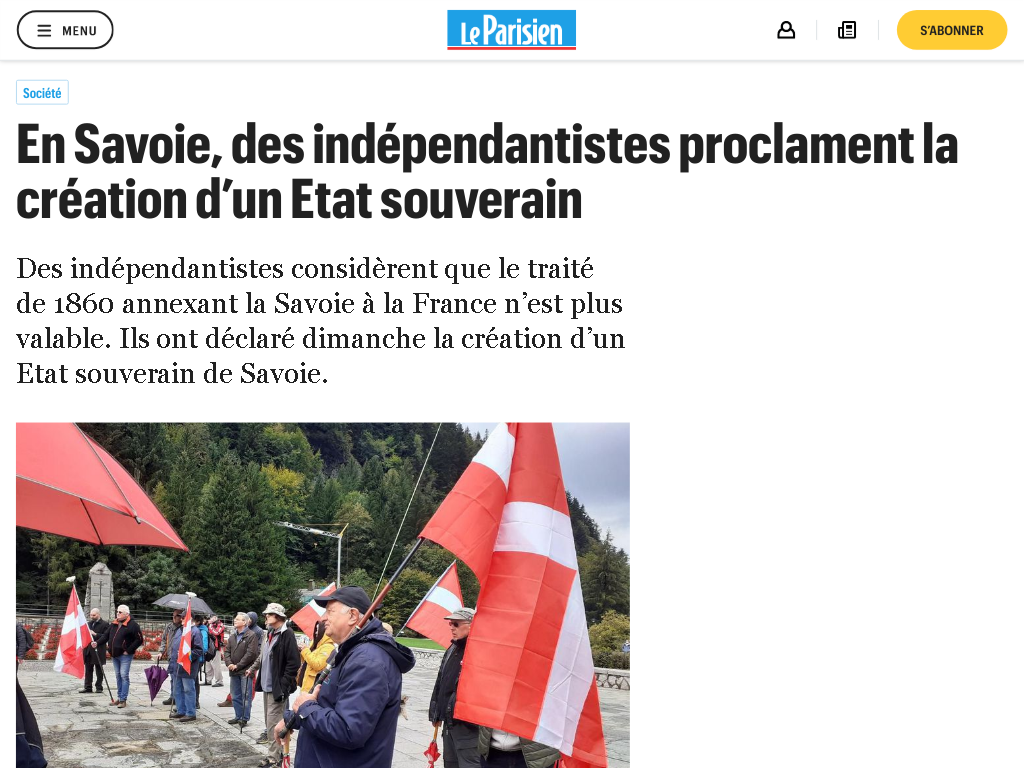 MENU
Le Parisien
S'ABONNER
Société
En Savoie, des indépendantistes proclament la
création d’un Etat souverain
Des indépendantistes considèrent que le traité
de 1860 annexant la Savoie à la France n’est plus
valable. Ils ont déclaré dimanche la création d’un
Etat souverain de Savoie.